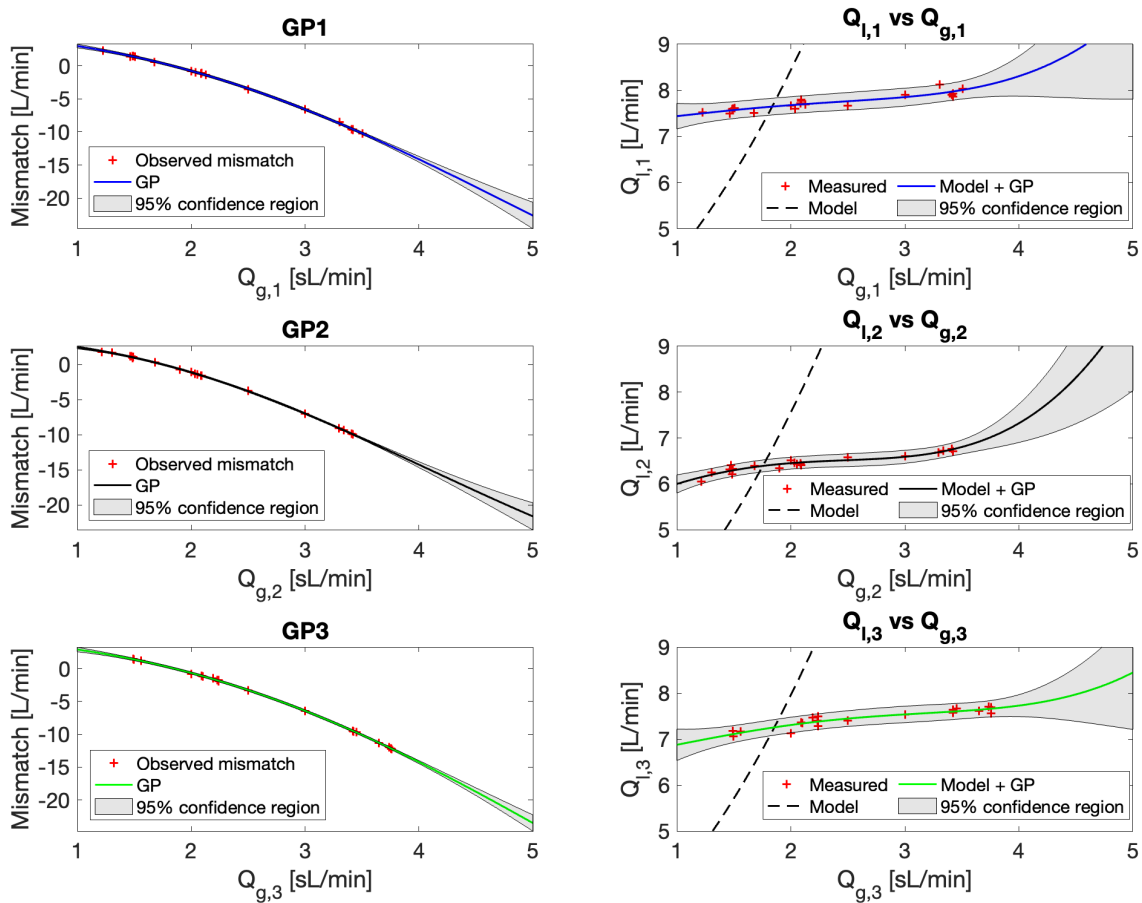 GP1
Mismatch [L/min]
0
-5
-10
-15
-20
Observed mismatch
GP
95% confidence region
1 2 3 4 5
Q_g,1 [sL/min]
Q_l,1 vs Q_g,1
Q_l,1 [L/min]
9
8
7
6
5
Measured Model + GP
Model 95% confidence region
1 2 3 4 5
Q_g,1 [sL/min]
GP2
Mismatch [L/min]
0
-5
-10
-15
-20
Observed mismatch
GP
95% confidence region
1 2 3 4 5
Q_g,2 [sL/min]
Q_l,2 vs Q_g,2
Q_l,2 [L/min]
9
8
7
6
5
Measured Model + GP
Model 95% confidence region
1 2 3 4 5
Q_g,2 [sL/min]
GP3
Mismatch [L/min]
0
-5
-10
-15
-20
Observed mismatch
GP
95% confidence region
1 2 3 4 5
Q_g,3 [sL/min]
Q_l,3 vs Q_g,3
Q_l,3 [L/min]
9
8
7
6
5
Measured Model + GP
Model 95% confidence region
1 2 3 4 5
Q_g,3 [sL/min]